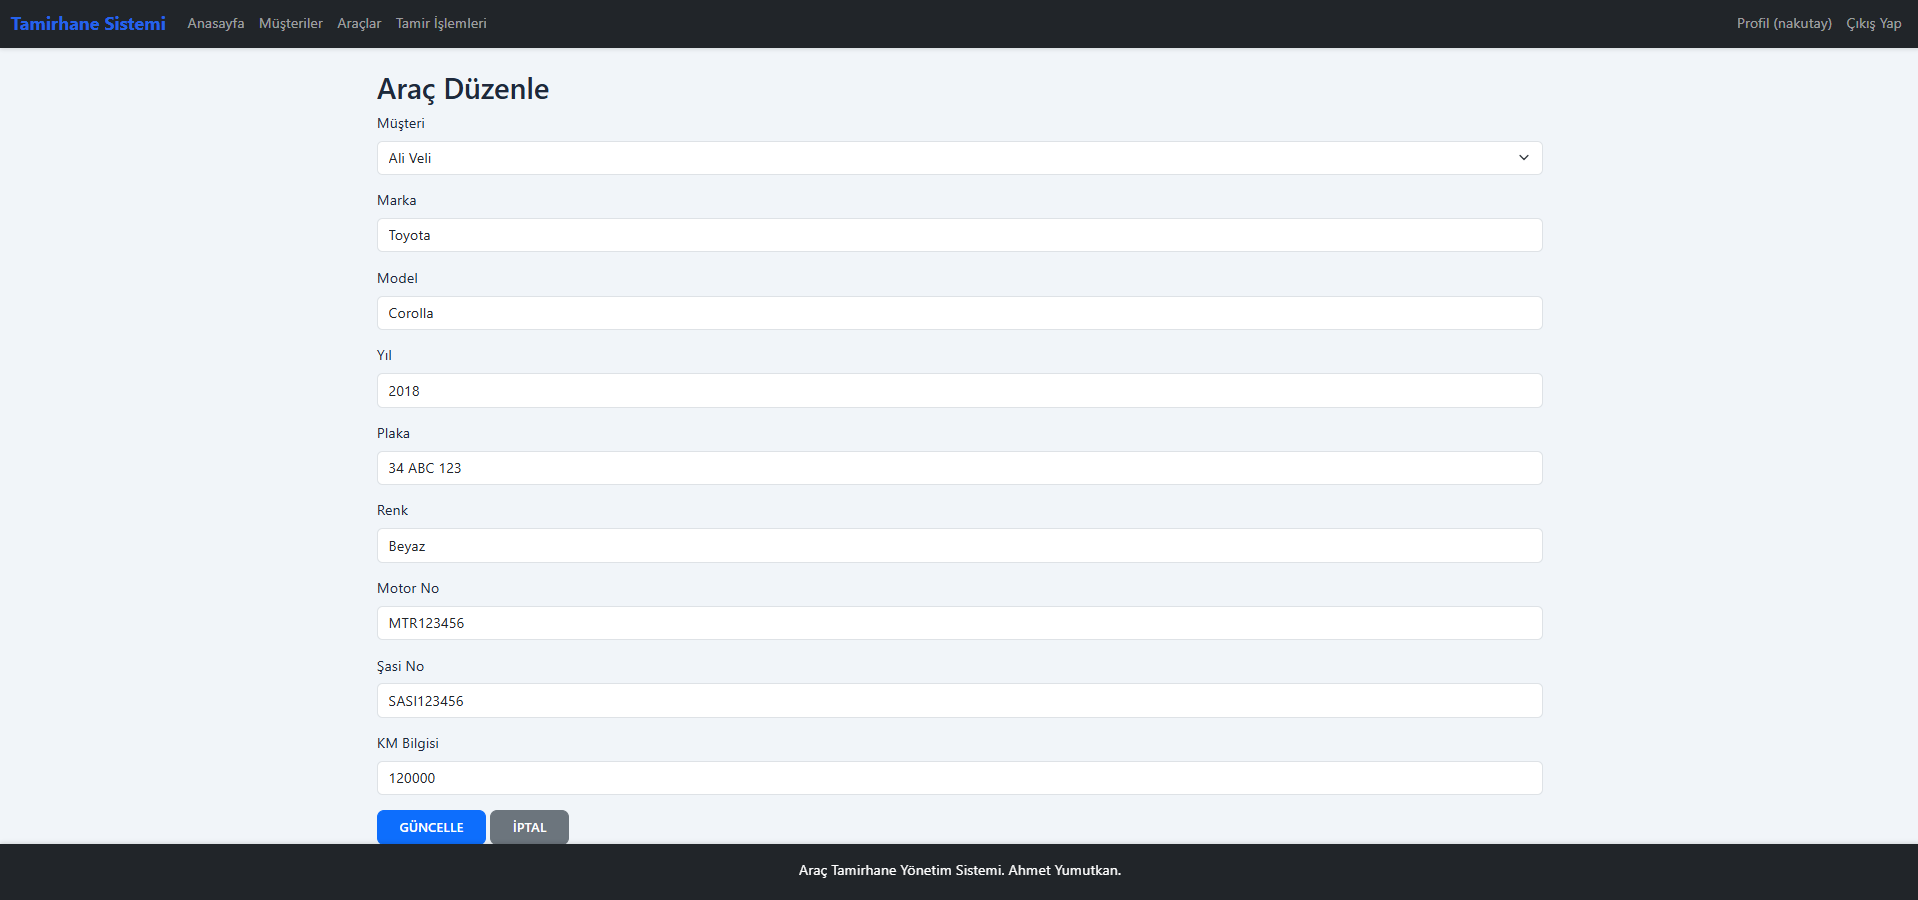 Tamirhane Sistemi Anasayfa Müşteriler Araçlar Tamir İşlemleri Profil (nakutay) Çıkış Yap
Araç Düzenle
Müşteri
Ali Veli
Marka
Toyota
Model
Corolla
Yıl
2018
Plaka
34 ABC 123
Renk
Beyaz
Motor No
MTR123456
Şasi No
SASI123456
KM Bilgisi
120000
GÜNCELLE İPTAL
Araç Tamirhane Yönetim Sistemi. Ahmet Yumutkan.